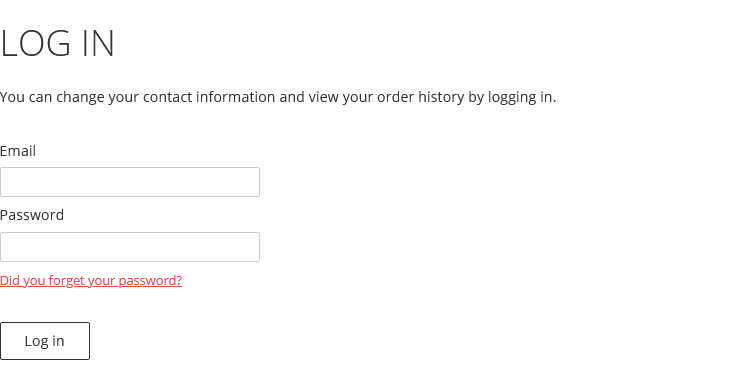 LOG IN
You can change your contact information and view your order history by logging in.
Email
Password
Did you forget your password?
Log in